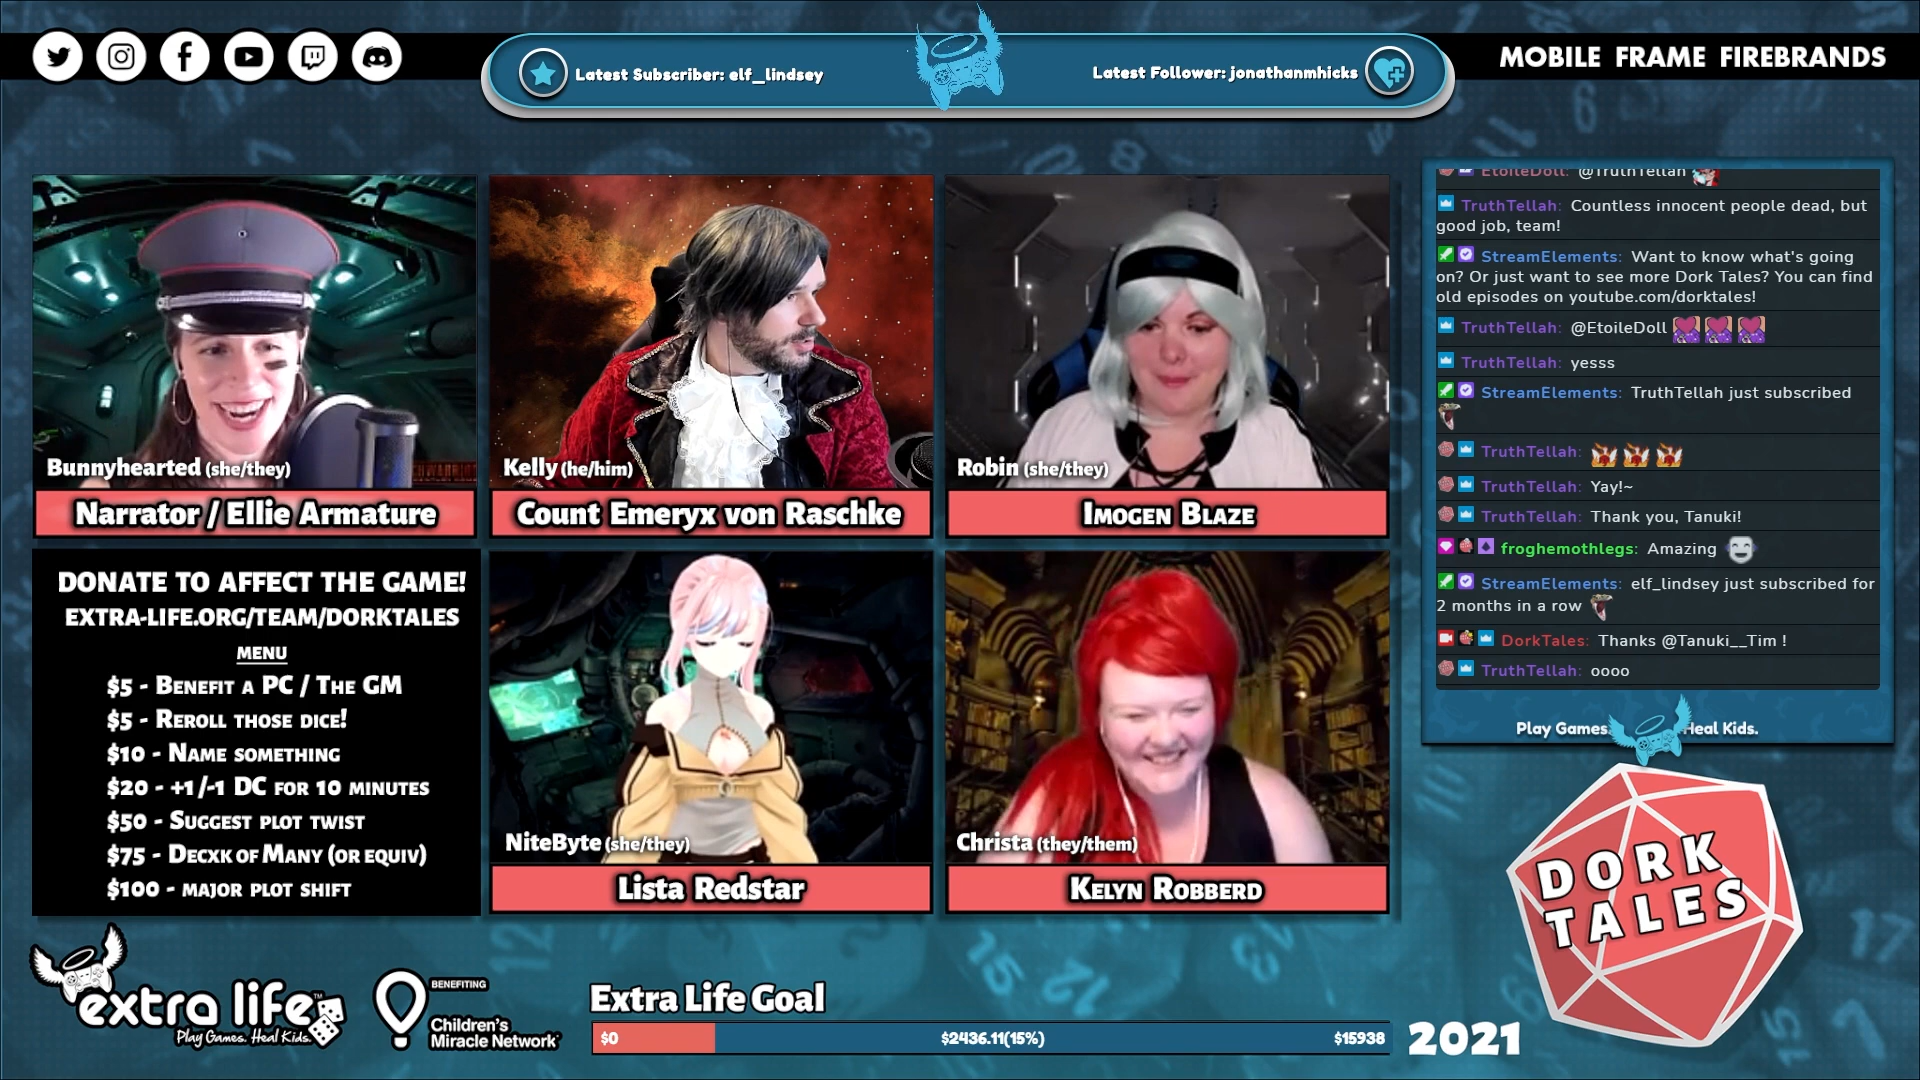 Latest Subscriber: elf_lindsey
Latest Follower: jonathanmhicks
MOBILE FRAME FIREBRANDS
Bunnyhearted (she/they)
Narrator / Ellie Armature
Kelly (he/him)
Count Emeryx von Raschke
Robin (she/they)
Imogen Blaze
EtoileDoll: @TruthTellah
TruthTellah: Countless innocent people dead, but
good job, team!
StreamElements: Want to know what's going
on? Or just want to see more Dork Tales? You can find
old episodes on youtube.com/dorktales!
TruthTellah: @EtoileDoll
TruthTellah: yesss
StreamElements: TruthTellah just subscribed
TruthTellah:
TruthTellah: Yay!~
TruthTellah: Thank you, Tanuki!
froghemothlegs: Amazing
StreamElements: elf_lindsey just subscribed for
2 months in a row
DorkTales: Thanks @Tanuki__Tim !
TruthTellah: oooo
Play Games. Heal Kids.
DONATE TO AFFECT THE GAME!
EXTRA-LIFE.ORG/TEAM/DORKTALES
MENU
$5 - Benefit a PC / The GM
$5 - Reroll those dice!
$10 - Name something
$20 - +1/-1 DC for 10 minutes
$50 - Suggest plot twist
$75 - Decxk of Many (or equiv)
$100 - major plot shift
NiteByte (she/they)
Lista Redstar
Christa (they/them)
Kelyn Robberd
DORK
TALES
extra life™
Play Games. Heal Kids.
BENEFITING
Children's
Miracle Network
Extra Life Goal
$0
$2436.11(15%)
$15938
2021